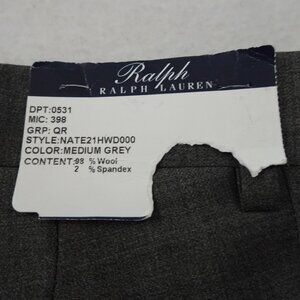 Ralph
RALPH LAUREN
DPT:0531
MIC: 398
GRP: QR
STYLE:NATE21HWD000
COLOR:MEDIUM GREY
CONTENT:98 % Wool
2 % Spandex